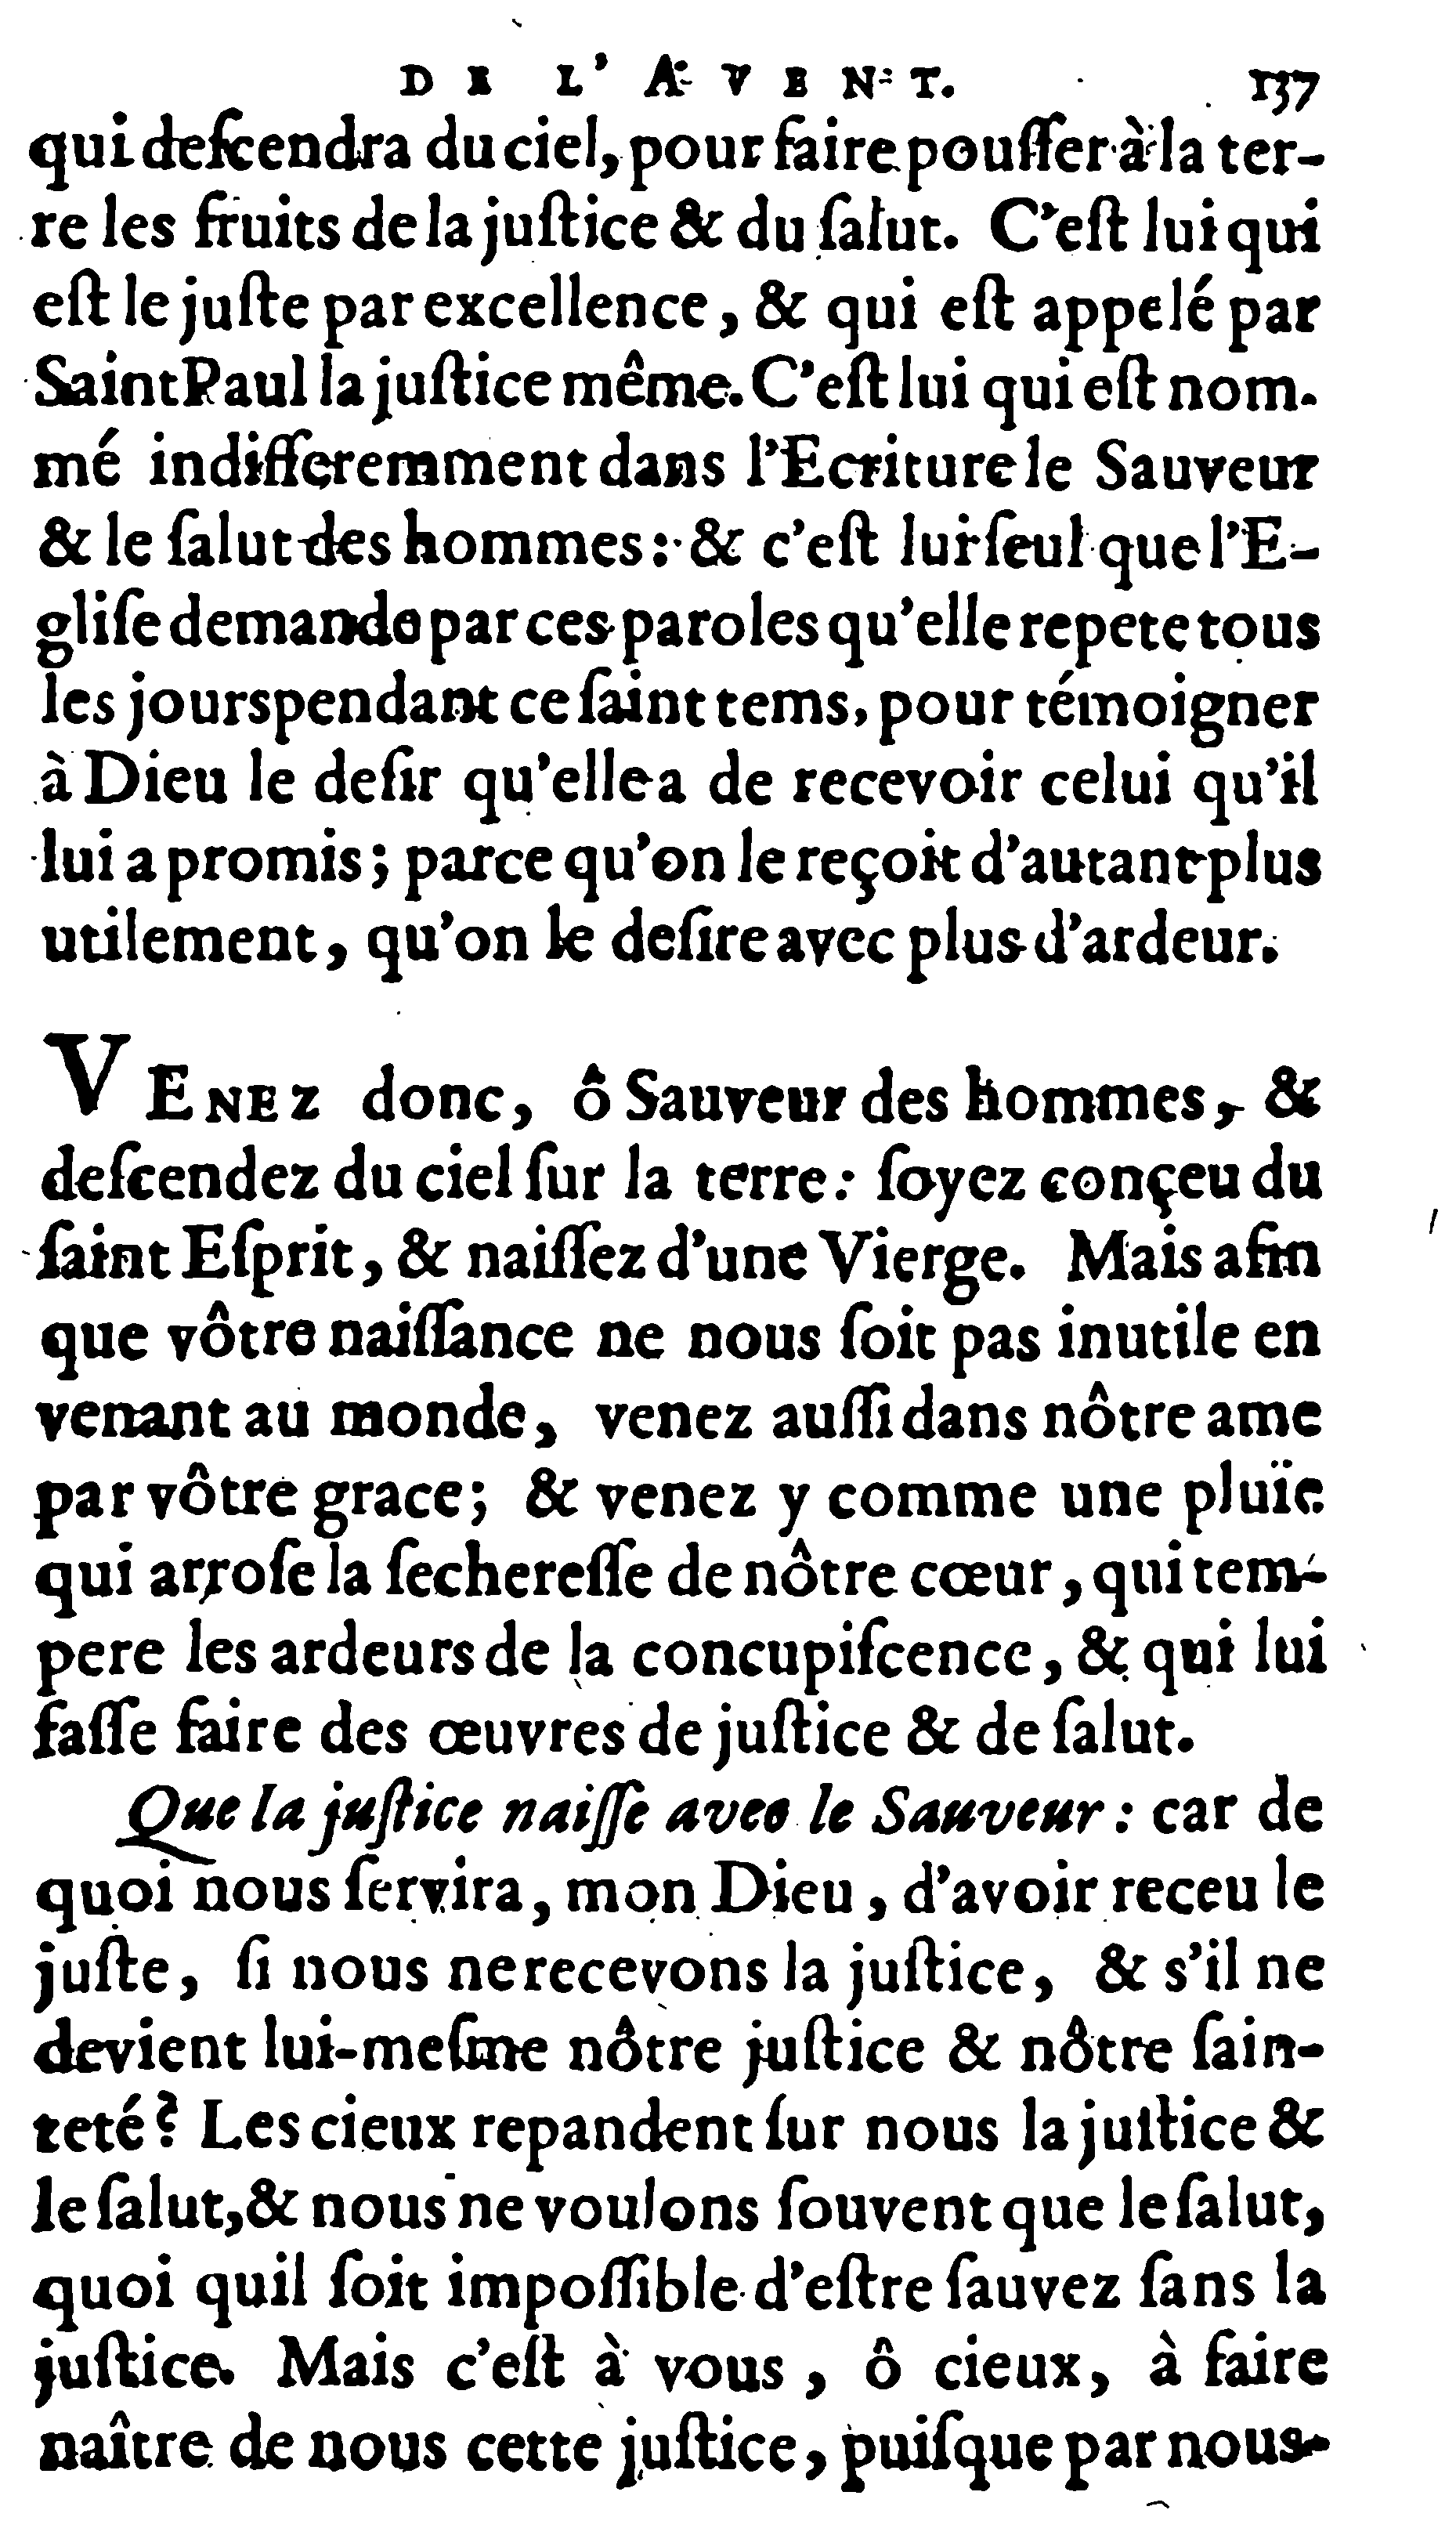 DE L'AVENT. 137
qui deſcendra du ciel, pour faire pouſſer à la ter-
re les fruits de la juſtice & du ſalut. C'eſt lui qui
eſt le juſte par excellence, & qui eſt appelé par
Saint Paul la juſtice même. C'eſt lui qui eſt nom-
mé indifferemment dans l'Ecriture le Sauveur
& le ſalut des hommes: & c'eſt lui ſeul que l'E-
gliſe demande par ces paroles qu'elle repete tous
les jours pendant ce ſaint tems, pour témoigner
à Dieu le deſir qu'elle a de recevoir celui qu'il
lui a promis; parce qu'on le reçoit d'autant plus
utilement, qu'on le deſire avec plus d'ardeur.
VENEZ donc, ô Sauveur des hommes, &
deſcendez du ciel ſur la terre: ſoyez conçeu du
ſaint Eſprit, & naiſſez d'une Vierge. Mais afin
que vôtre naiſſance ne nous ſoit pas inutile en
venant au monde, venez auſſi dans nôtre ame
par vôtre grace; & venez y comme une pluïe
qui arroſe la ſechereſſe de nôtre cœur, qui tem-
pere les ardeurs de la concupiſcence, & qui lui
faſſe faire des œuvres de juſtice & de ſalut.
Que la juſtice naiſſe avec le Sauveur: car de
quoi nous ſervira, mon Dieu, d'avoir receu le
juſte, ſi nous ne recevons la juſtice, & s'il ne
devient lui-meſme nôtre juſtice & nôtre ſain-
teté? Les cieux repandent ſur nous la juſtice &
le ſalut, & nous ne voulons ſouvent que le ſalut,
quoi quil ſoit impoſſible d'eſtre ſauvez ſans la
juſtice. Mais c'eſt à vous, ô cieux, à faire
naître de nous cette juſtice, puiſque par nous-